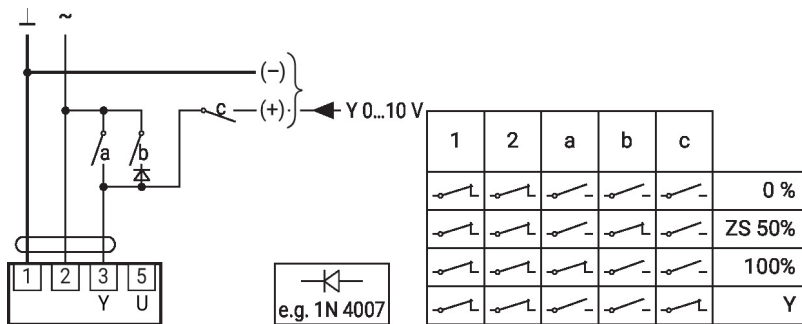 ⊥ ~
(–)
c (+) Y 0...10 V
a b
1 2 3 5
Y U
e.g. 1N 4007
1 2 a b c
0 %
ZS 50%
100%
Y